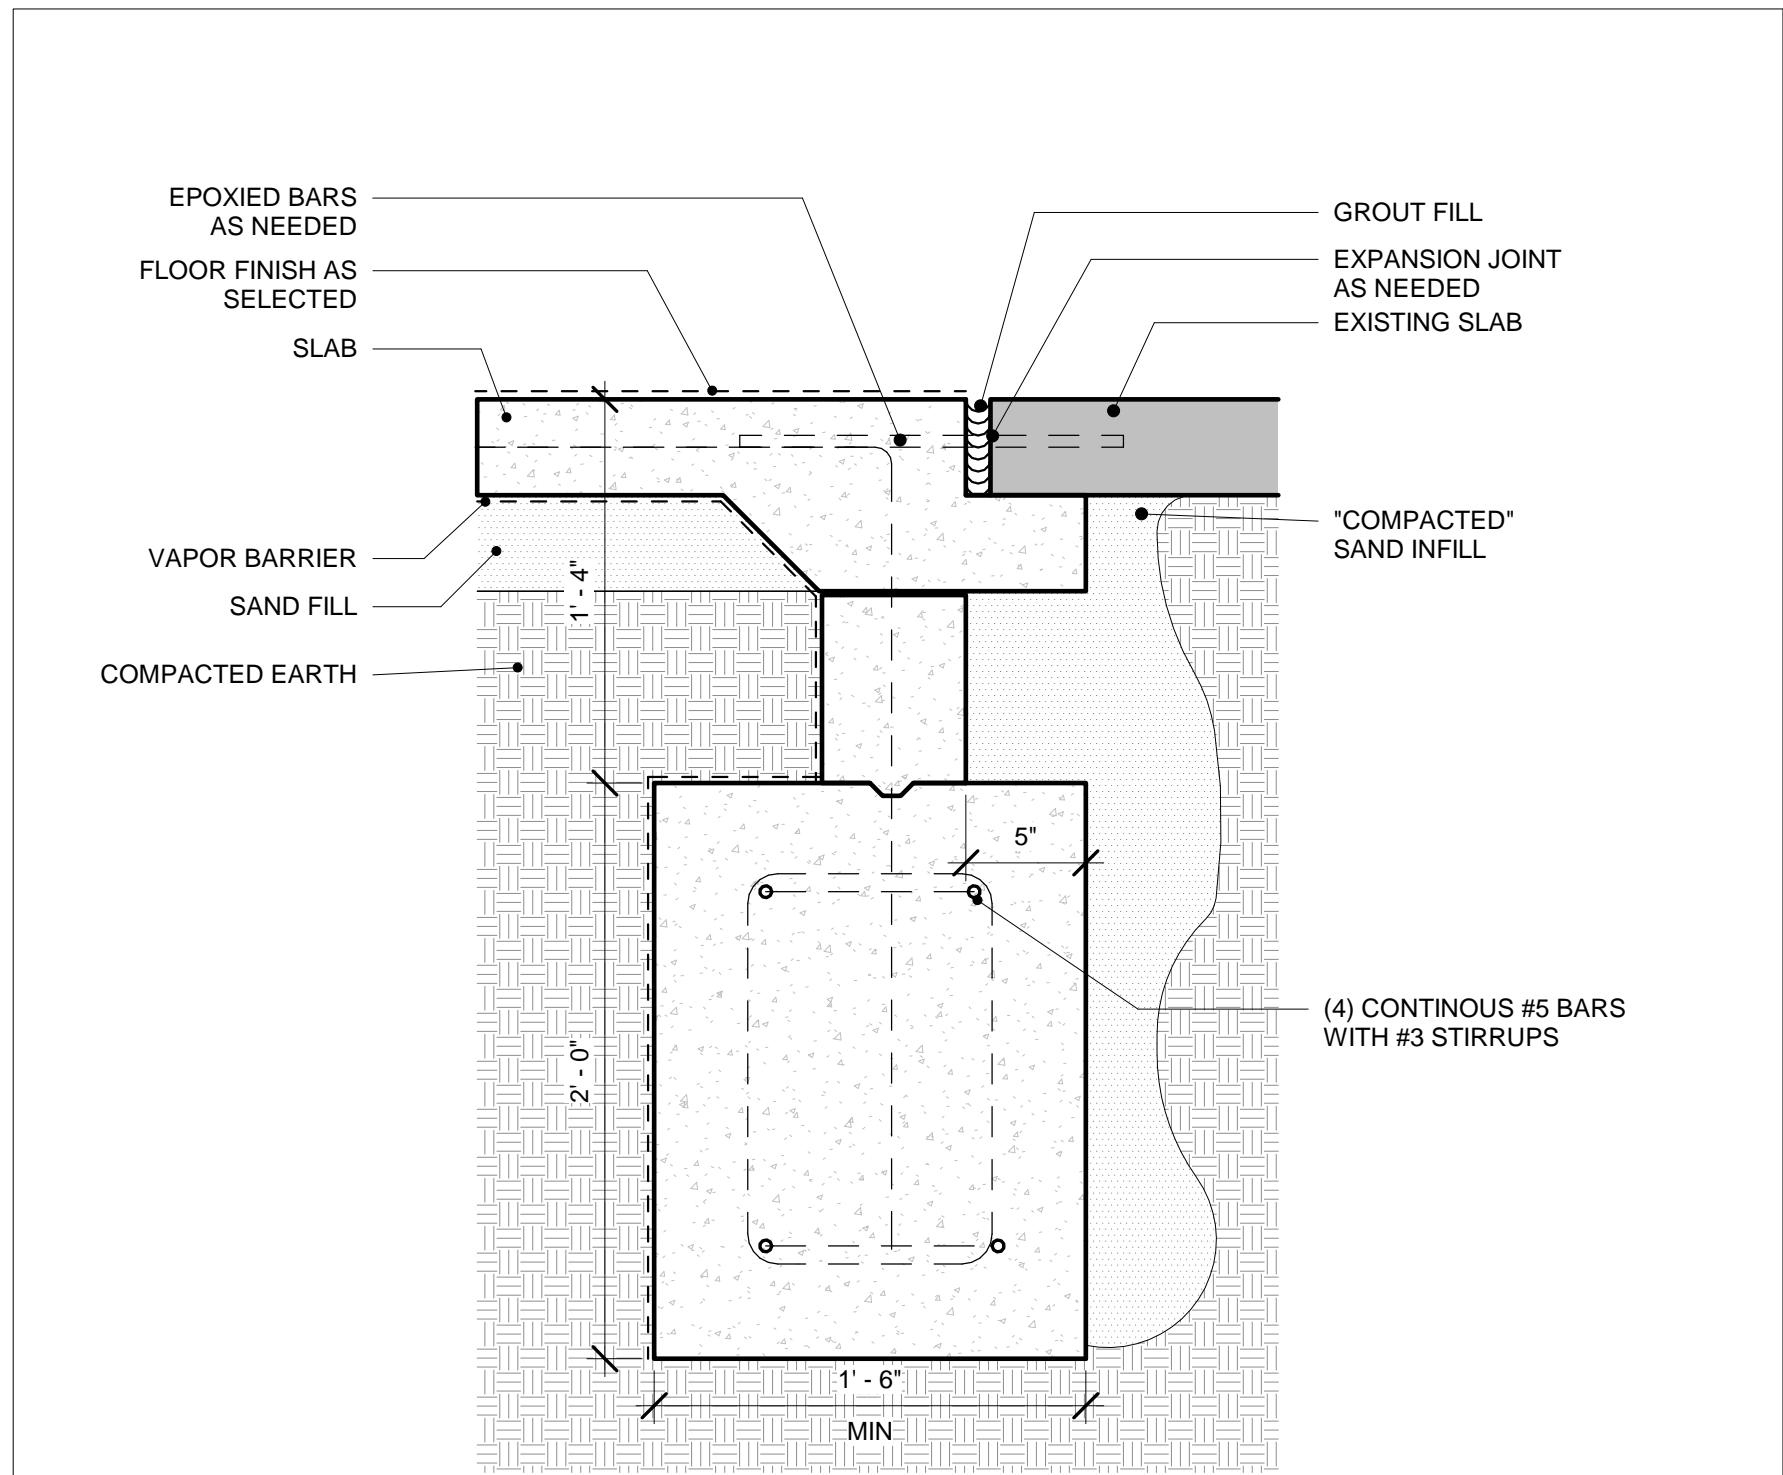 EPOXIED BARS
AS NEEDED
FLOOR FINISH AS
SELECTED
SLAB
VAPOR BARRIER
SAND FILL
COMPACTED EARTH
GROUT FILL
EXPANSION JOINT
AS NEEDED
EXISTING SLAB
"COMPACTED"
SAND INFILL
1' - 4"
5"
(4) CONTINOUS #5 BARS
WITH #3 STIRRUPS
2' - 0"
1' - 6"
MIN